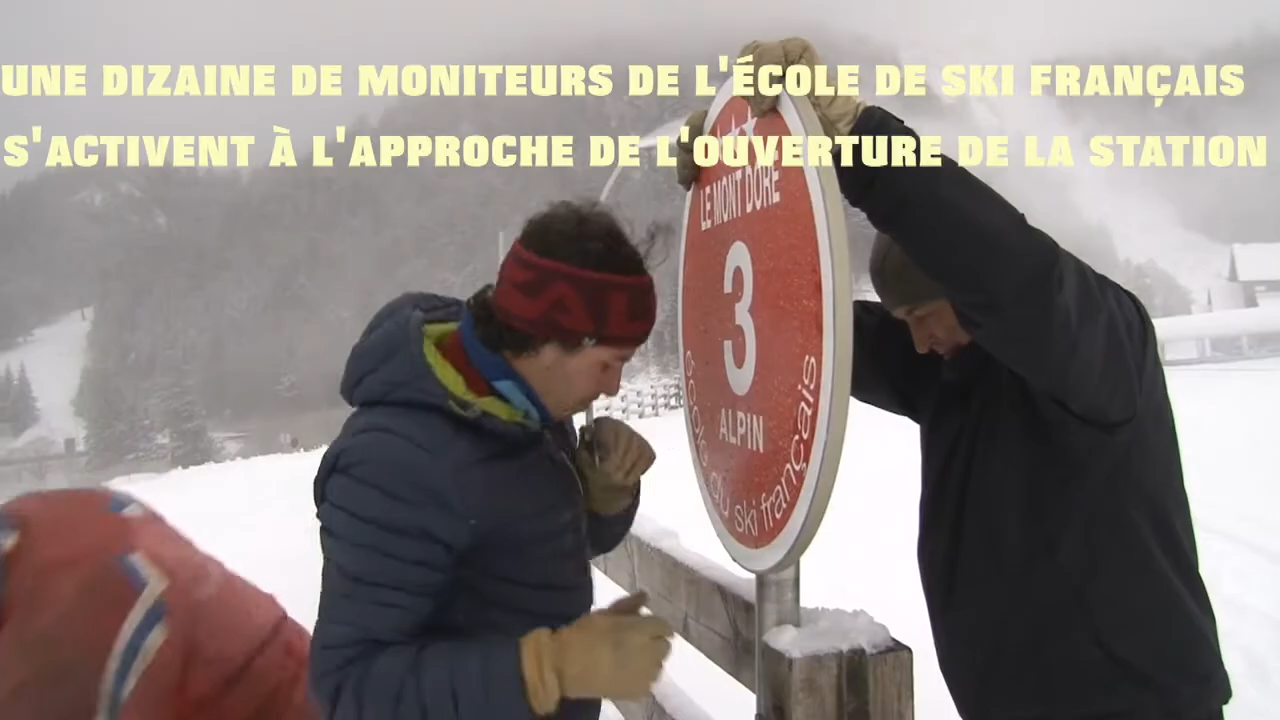 UNE DIZAINE DE MONITEURS DE L'ÉCOLE DE SKI FRANÇAIS
S'ACTIVENT À L'APPROCHE DE L'OUVERTURE DE LA STATION
LE MONT DORE
3
ALPIN
école du ski français